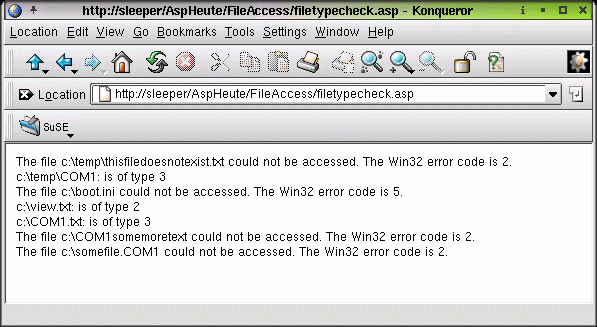 http://sleeper/AspHeute/FileAccess/filetypecheck.asp - Konqueror
Location Edit View Go Bookmarks Tools Settings Window Help
Location http://sleeper/AspHeute/FileAccess/filetypecheck.asp
SuSE
The file c:\temp\thisfiledoesnotexist.txt could not be accessed. The Win32 error code is 2.
c:\temp\COM1: is of type 3
The file c:\boot.ini could not be accessed. The Win32 error code is 5.
c:\view.txt: is of type 2
c:\COM1.txt: is of type 3
The file c:\COM1somemoretext could not be accessed. The Win32 error code is 2.
The file c:\somefile.COM1 could not be accessed. The Win32 error code is 2.